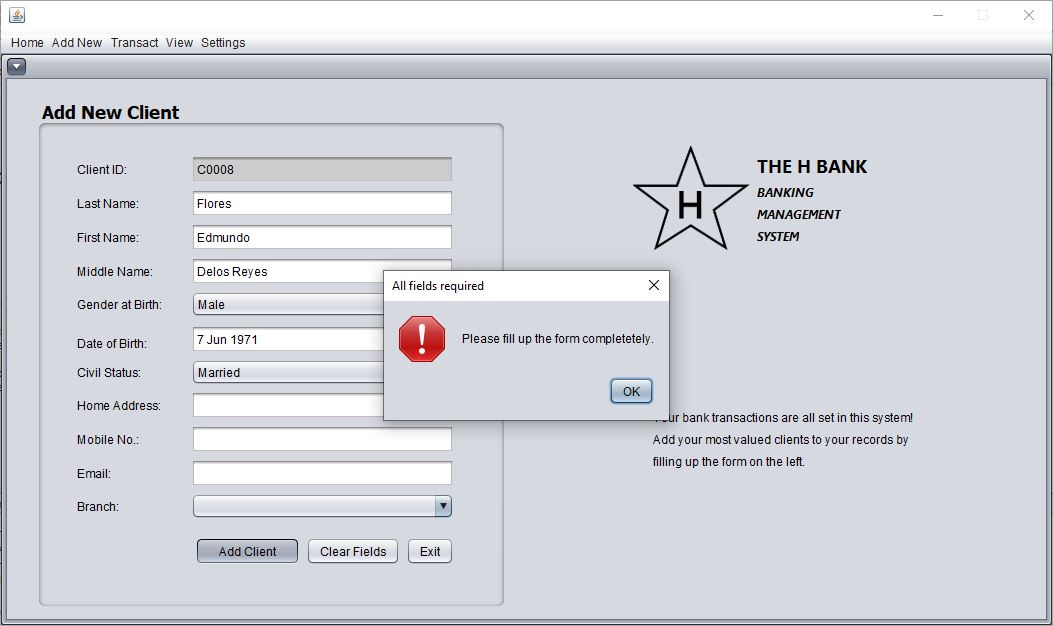 Home Add New Transact View Settings
Add New Client
Client ID: C0008
Last Name: Flores
First Name: Edmundo
Middle Name: Delos Reyes
Gender at Birth: Male
Date of Birth: 7 Jun 1971
Civil Status: Married
Home Address:
Mobile No.:
Email:
Branch:
Add Client Clear Fields Exit
All fields required
Please fill up the form completetely.
OK
H
THE H BANK
BANKING
MANAGEMENT
SYSTEM
Your bank transactions are all set in this system!
Add your most valued clients to your records by
filling up the form on the left.